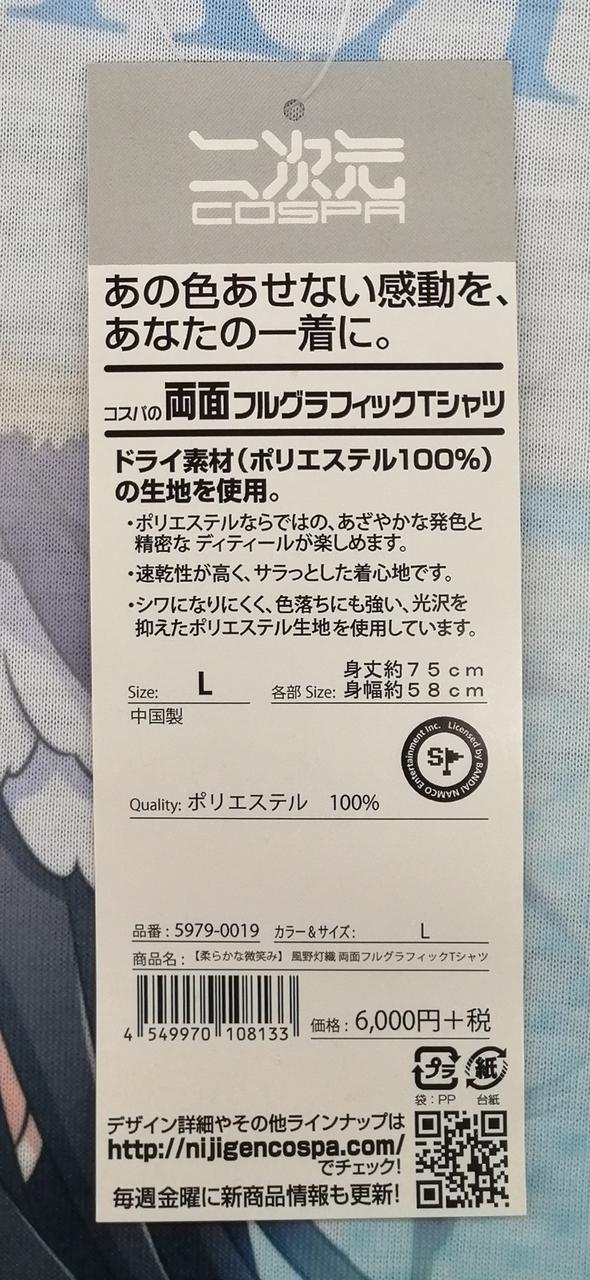 二次元
COSPA
あの色あせない感動を、
あなたの一着に。
コスパの両面フルグラフィックTシャツ
ドライ素材（ポリエステル100%）
の生地を使用。
・ポリエステルならではの、あざやかな発色と
精密な ディティールが楽しめます。
・速乾性が高く、サラっとした着心地です。
・シワになりにくく、色落ちにも強い、光沢を
抑えたポリエステル生地を使用しています。
Size: L 各部 Size: 身丈約７５ｃｍ
身幅約５８ｃｍ
中国製
Licensed by BANDAI NAMCO Entertainment Inc.
SP
Quality: ポリエステル 100%
品番：5979-0019 カラー＆サイズ： L
商品名：【柔らかな微笑み】 風野灯織 両面フルグラフィックTシャツ
4 549970 108133 価格：6,000円＋税
プラ 紙
袋：PP 台紙
デザイン詳細やその他ラインナップは
http://nijigencospa.com/
でチェック！
毎週金曜に新商品情報も更新！